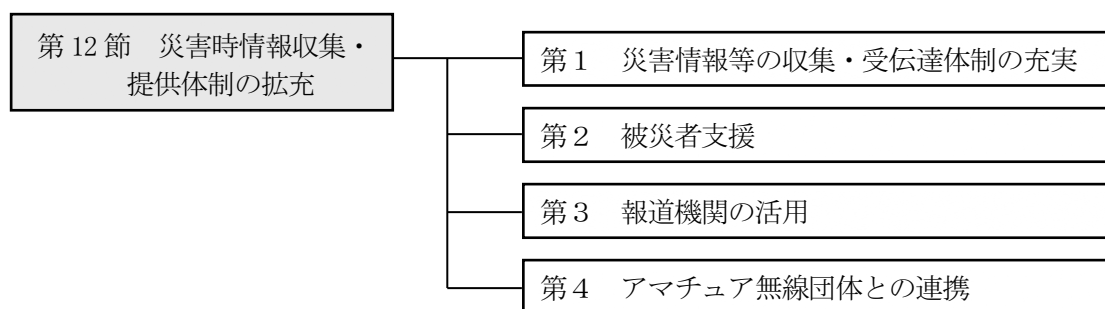 第 12 節　災害時情報収集・
提供体制の拡充
第１　災害情報等の収集・受伝達体制の充実
第２　被災者支援
第３　報道機関の活用
第４　アマチュア無線団体との連携